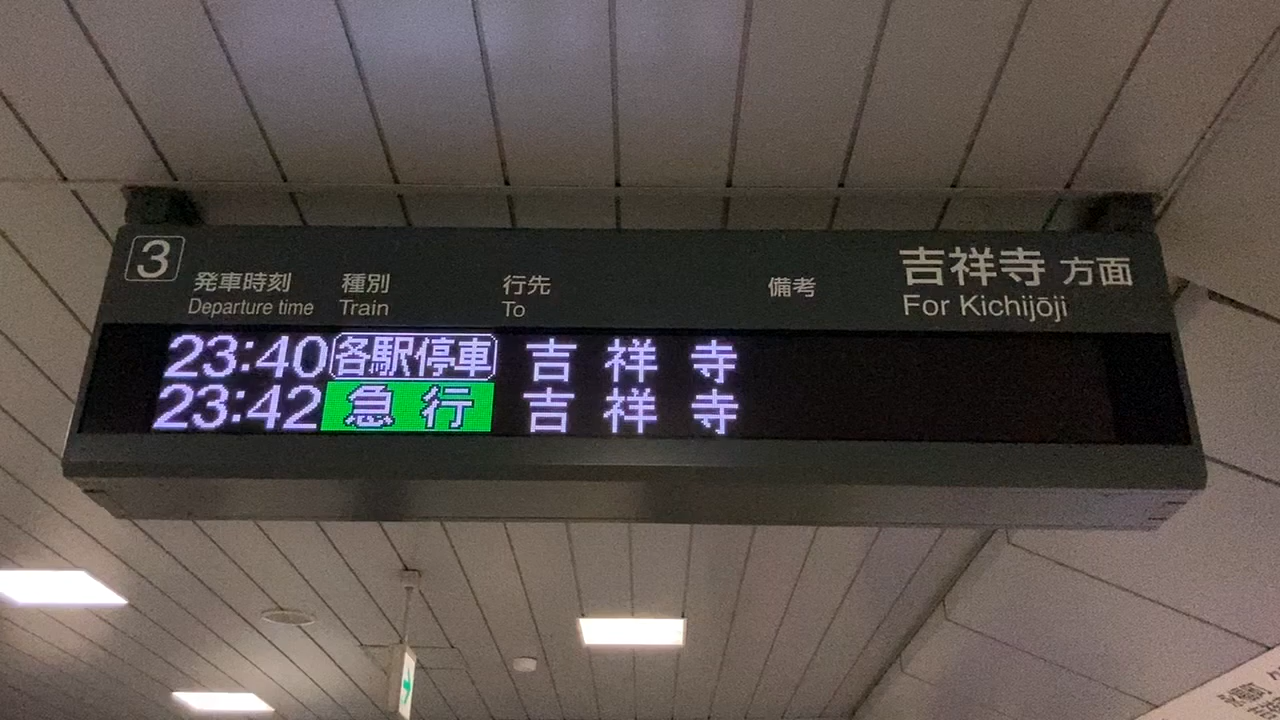 3
発車時刻 種別 行先 備考 吉祥寺 方面
Departure time Train To For Kichijōji
23:40 各駅停車 吉祥寺
23:42 急行 吉祥寺